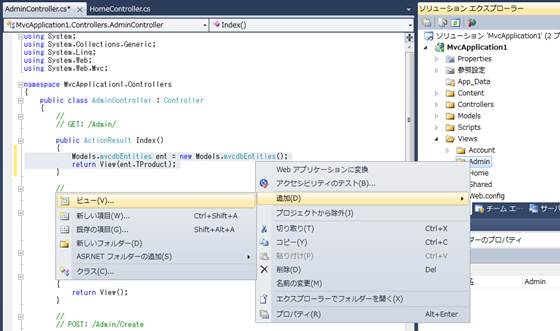 AdminController.cs*
HomeController.cs
MvcApplication1.Controllers.AdminController
Index()
using System;
using System.Collections.Generic;
using System.Linq;
using System.Web;
using System.Web.Mvc;
namespace MvcApplication1.Controllers
{
public class AdminController : Controller
{
//
// GET: /Admin/
public ActionResult Index()
{
Models.mvcdbEntities ent = new Models.mvcdbEntities();
return View(ent.TProduct);
}
//
ビュー(V)...
新しい項目(W)... Ctrl+Shift+A
既存の項目(G)... Shift+Alt+A
新しいフォルダー(D)
ASP.NET フォルダーの追加(S)
クラス(C)...
{
return View();
}
//
// POST: /Admin/Create
Web アプリケーションに変換
アクセシビリティのテスト(B)...
追加(D)
プロジェクトから除外(J)
切り取り(T) Ctrl+X
コピー(Y) Ctrl+C
貼り付け(P) Ctrl+V
削除(D) Del
名前の変更(M)
エクスプローラーでフォルダーを開く(X)
プロパティ(R) Alt+Enter
ソリューション エクスプローラー
ソリューション 'MvcApplication1' (2 プ
MvcApplication1
Properties
参照設定
App_Data
Content
Controllers
Models
Scripts
Views
Account
Admin
Home
Shared
Web.config
チーム エ...
サーバ
ダーのプロパティ
Admin